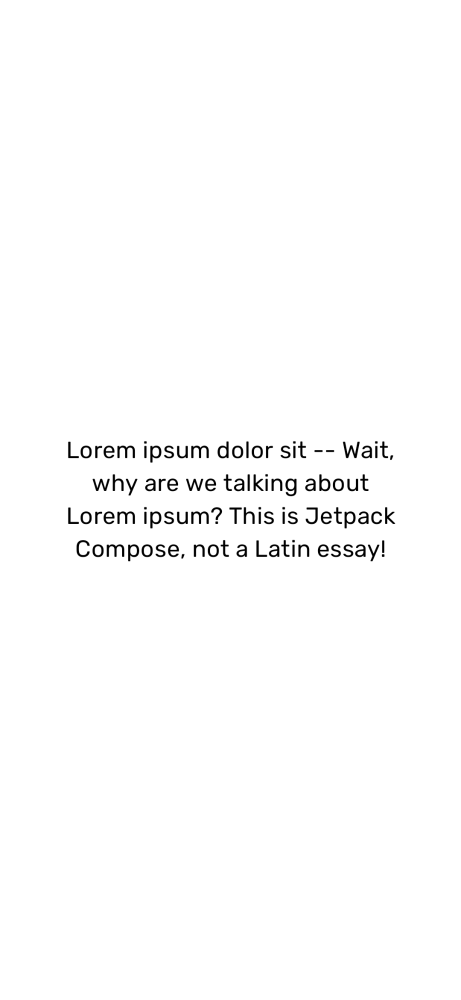 Lorem ipsum dolor sit -- Wait,
why are we talking about
Lorem ipsum? This is Jetpack
Compose, not a Latin essay!